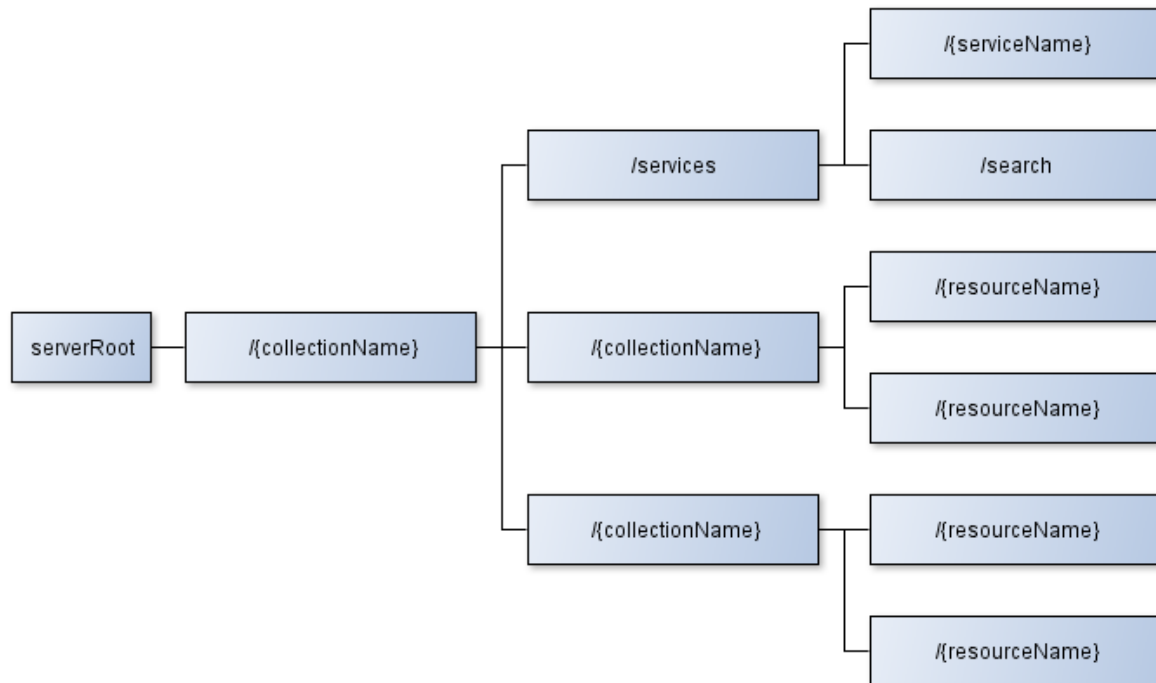 /{serviceName}
/services
/search
/{resourceName}
serverRoot
/{collectionName}
/{collectionName}
/{resourceName}
/{collectionName}
/{resourceName}
/{resourceName}